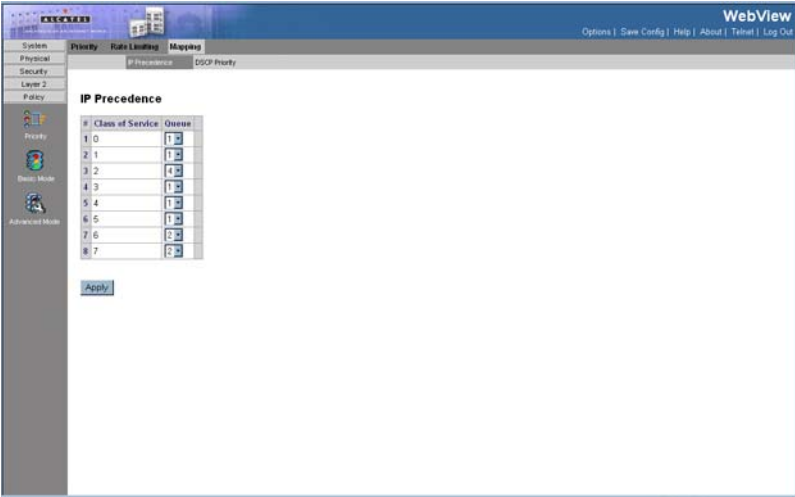 ALCATEL
WebView
Options | Save Config | Help | About | Telnet | Log Out
System
Physical
Security
Layer 2
Policy
Priority
Basic Mode
Advanced Mode
Priority Rate Limiting Mapping
IP Precedence DSCP Priority
IP Precedence
# Class of Service Queue
1 0 1
2 1 1
3 2 4
4 3 1
5 4 1
6 5 1
7 6 2
8 7 2
Apply